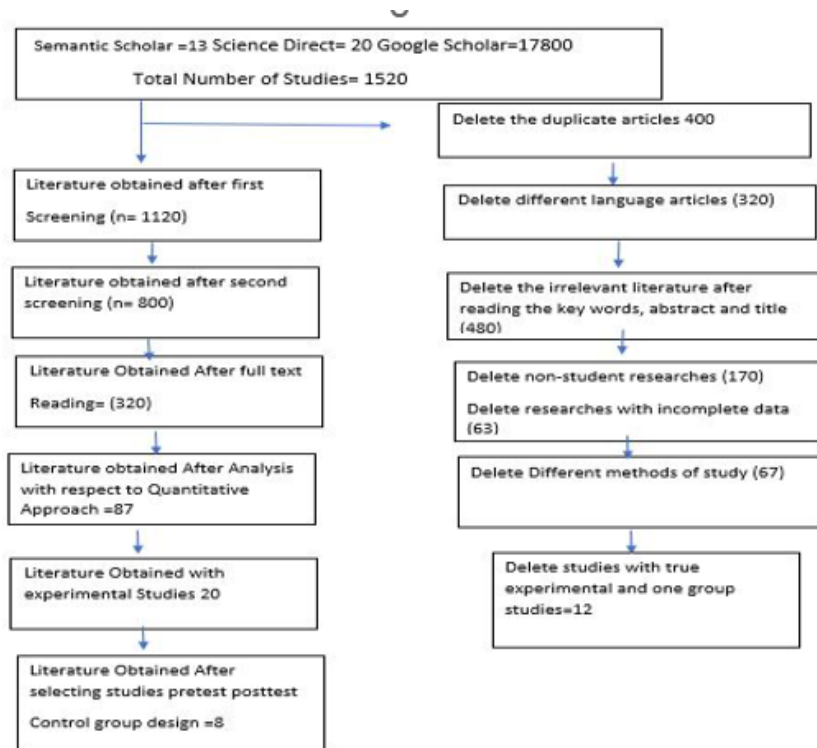 Semantic Scholar =13 Science Direct= 20 Google Scholar=17800
Total Number of Studies= 1520
Literature obtained after first
Screening (n= 1120)
Literature obtained after second
screening (n= 800)
Literature Obtained After full text
Reading= (320)
Literature obtained After Analysis
with respect to Quantitative
Approach =87
Literature Obtained with
experimental Studies 20
Literature Obtained After
selecting studies pretest posttest
Control group design =8
Delete the duplicate articles 400
Delete different language articles (320)
Delete the irrelevant literature after
reading the key words, abstract and title
(480)
Delete non-student researches (170)
Delete researches with incomplete data
(63)
Delete Different methods of study (67)
Delete studies with true
experimental and one group
studies=12